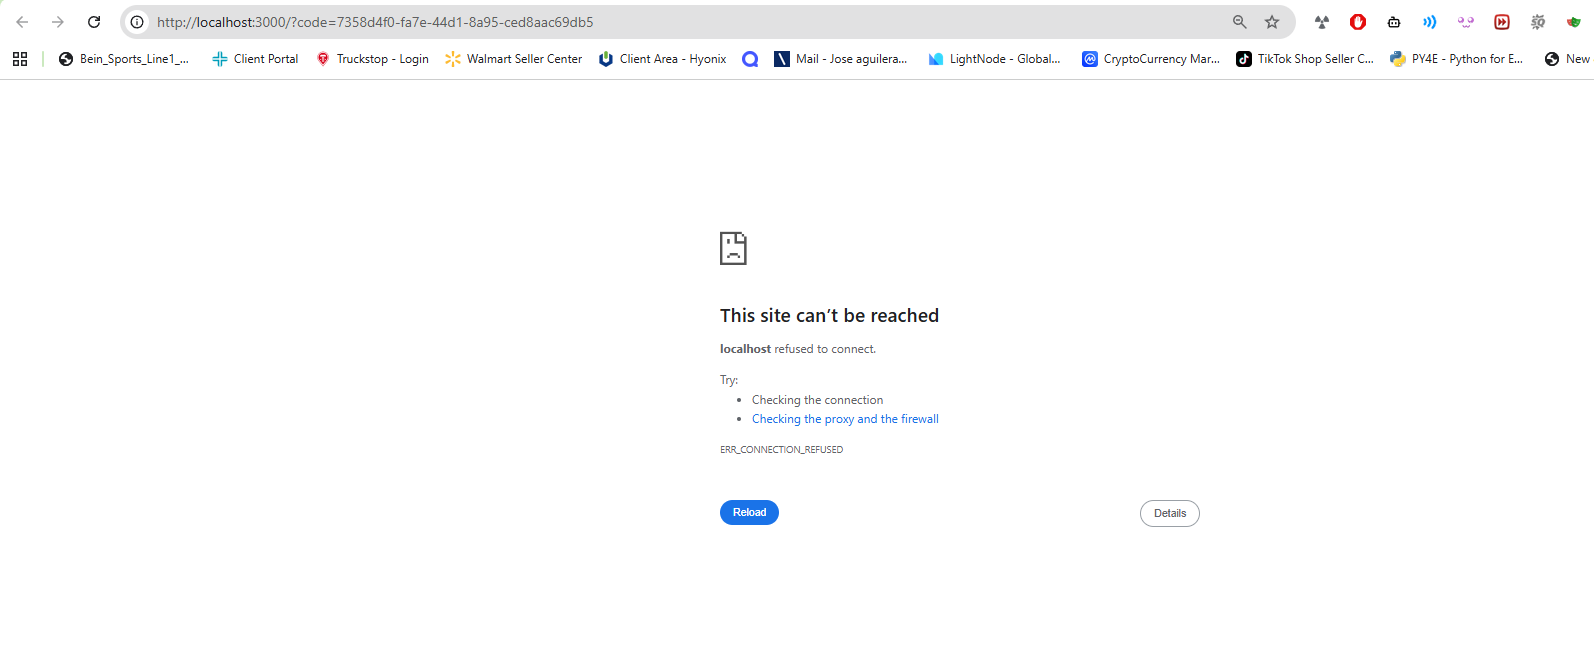 http://localhost:3000/?code=7358d4f0-fa7e-44d1-8a95-ced8aac69db5
Bein_Sports_Line1_... Client Portal Truckstop - Login Walmart Seller Center Client Area - Hyonix Mail - Jose aguilera... LightNode - Global... CryptoCurrency Mar... TikTok Shop Seller C... PY4E - Python for E... New
This site can’t be reached
localhost refused to connect.
Try:
• Checking the connection
• Checking the proxy and the firewall
ERR_CONNECTION_REFUSED
Reload Details